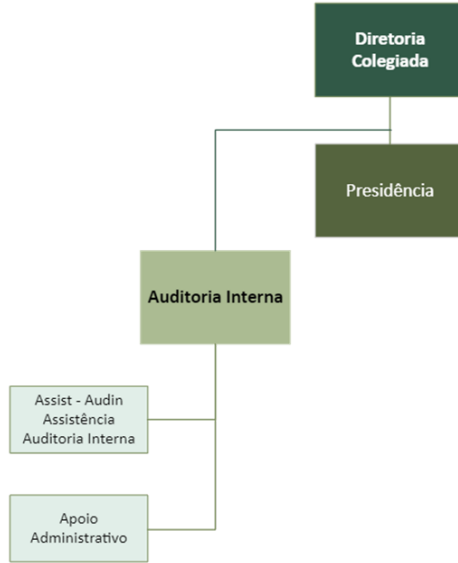 Diretoria
Colegiada
Presidência
Auditoria Interna
Assist - Audin
Assistência
Auditoria Interna
Apoio
Administrativo